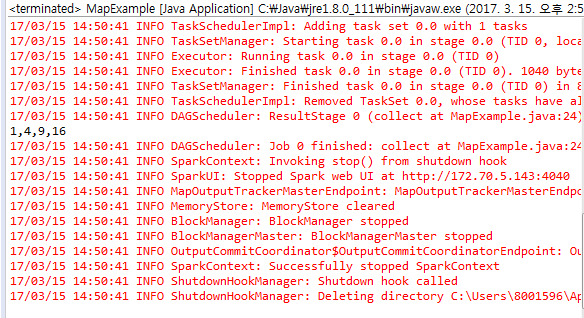 <terminated> MapExample [Java Application] C:₩Java₩jre1.8.0_111₩bin₩javaw.exe (2017. 3. 15. 오후 2:5
17/03/15 14:50:41 INFO TaskSchedulerImpl: Adding task set 0.0 with 1 tasks
17/03/15 14:50:41 INFO TaskSetManager: Starting task 0.0 in stage 0.0 (TID 0, loca
17/03/15 14:50:41 INFO Executor: Running task 0.0 in stage 0.0 (TID 0)
17/03/15 14:50:41 INFO Executor: Finished task 0.0 in stage 0.0 (TID 0). 1040 byte
17/03/15 14:50:41 INFO TaskSetManager: Finished task 0.0 in stage 0.0 (TID 0) in 8
17/03/15 14:50:41 INFO TaskSchedulerImpl: Removed TaskSet 0.0, whose tasks have al
17/03/15 14:50:41 INFO DAGScheduler: ResultStage 0 (collect at MapExample.java:24)
1,4,9,16
17/03/15 14:50:41 INFO DAGScheduler: Job 0 finished: collect at MapExample.java:24
17/03/15 14:50:41 INFO SparkContext: Invoking stop() from shutdown hook
17/03/15 14:50:41 INFO SparkUI: Stopped Spark web UI at http://172.70.5.143:4040
17/03/15 14:50:41 INFO MapOutputTrackerMasterEndpoint: MapOutputTrackerMasterEndpo
17/03/15 14:50:41 INFO MemoryStore: MemoryStore cleared
17/03/15 14:50:41 INFO BlockManager: BlockManager stopped
17/03/15 14:50:41 INFO BlockManagerMaster: BlockManagerMaster stopped
17/03/15 14:50:41 INFO OutputCommitCoordinator$OutputCommitCoordinatorEndpoint: Ou
17/03/15 14:50:41 INFO SparkContext: Successfully stopped SparkContext
17/03/15 14:50:41 INFO ShutdownHookManager: Shutdown hook called
17/03/15 14:50:41 INFO ShutdownHookManager: Deleting directory C:\Users\8001596\Ap